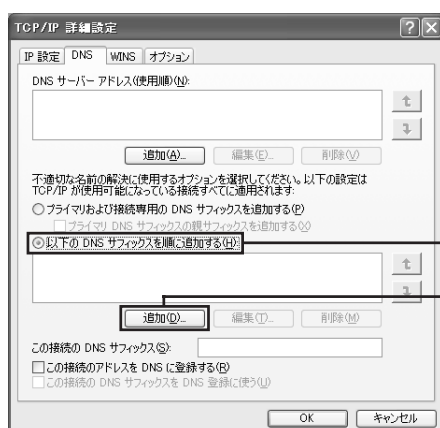 TCP/IP 詳細設定
IP 設定 DNS WINS オプション
DNS サーバー アドレス(使用順)(N):
追加(A)... 編集(E)... 削除(V)
不適切な名前の解決に使用するオプションを選択してください。以下の設定は
TCP/IP が使用可能になっている接続すべてに適用されます:
プライマリおよび接続専用の DNS サフィックスを追加する(P)
プライマリ DNS サフィックスの親サフィックスを追加する(X)
以下の DNS サフィックスを順に追加する(H):
追加(D)... 編集(T)... 削除(M)
この接続の DNS サフィックス(S):
この接続のアドレスを DNS に登録する(R)
この接続の DNS サフィックスを DNS 登録に使う(U)
OK キャンセル